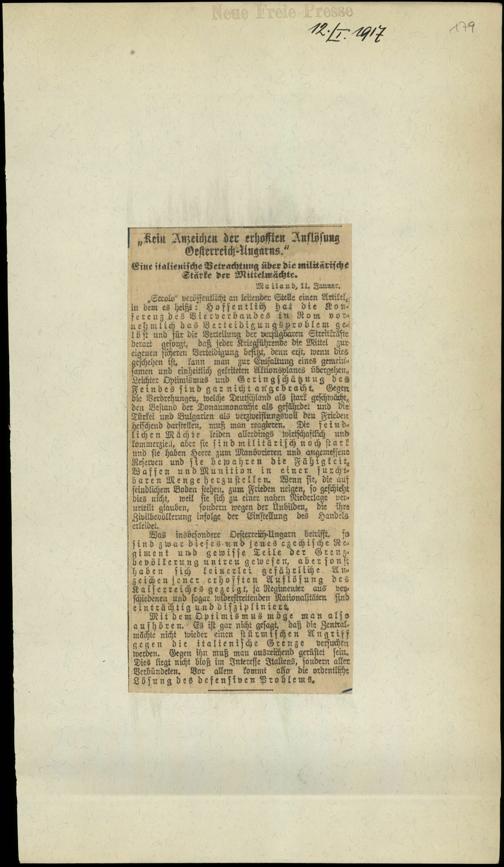 Neue Freie Presse
12./I. 1917
179
„Kein Anzeichen der erhofften Auflösung
Oesterreich-Ungarns.“
Eine italienische Betrachtung über die militärische
Stärke der Mittelmächte.
Mailand, 11. Januar.
„Secolo“ veröffentlicht an leitender Stelle einen Artikel,
in dem es heißt: Hoffentlich hat die Kon-
ferenz des Vierverbandes in Rom vor-
nehmlich das Verteidigungsproblem ge-
löst und für die Verteilung der verfügbaren Streitkräfte
derart gesorgt, daß jeder Kriegführende die Mittel zur
eigenen sicheren Verteidigung besitzt, denn erst, wenn dies
geschehen ist, kann man zur Entfaltung eines gemein-
samen und einheitlich geleiteten Aktionsplanes übergehen.
Leichter Optimismus und Geringschätzung des
Feindes sind gar nicht angebracht. Gegen
die Verdrehungen, welche Deutschland als stark geschwächt,
den Bestand der Donaumonarchie als gefährdet und die
Türkei und Bulgarien als verzweiflungsvoll den Frieden
heischend darstellen, muß man reagieren. Die feind-
lichen Mächte leiden allerdings wirtschaftlich und
kommerziell, aber sie sind militärisch noch stark
und sie haben Heere zum Manövrieren und angemessene
Reserven und sie bewahren die Fähigkeit,
Waffen und Munition in einer furcht-
baren Menge herzustellen. Wenn sie, die auf
feindlichem Boden stehen, zum Frieden neigen, so geschieht
dies nicht, weil sie sich zu einer nahen Niederlage ver-
urteilt glauben, sondern wegen der Unbilden, die ihre
Zivilbevölkerung infolge der Einstellung des Handels
erleidet.
Was insbesondere Oesterreich-Ungarn betrifft, so
sind zwar dieses und jenes czechische Re-
giment und gewisse Teile der Grenz-
bevölkerung untreu gewesen, aber sonst
haben sich keinerlei gefährliche An-
zeichen jener erhofften Auflösung des
Kaiserreiches gezeigt, ja Regimenter aus ver-
schiedenen und sogar widerstreitenden Nationalitäten sind
einträchtig und diszipliniert.
Mit dem Optimismus möge man also
aufhören. Es ist gar nicht gesagt, daß die Zentral-
mächte nicht wieder einen stürmischen Angriff
gegen die italienische Grenze versuchen
werden. Gegen ihn muß man ausreichend gerüstet sein.
Dies liegt nicht bloß im Interesse Italiens, sondern aller
Verbündeten. Vor allem kommt also die ordentliche
Lösung des defensiven Problems.